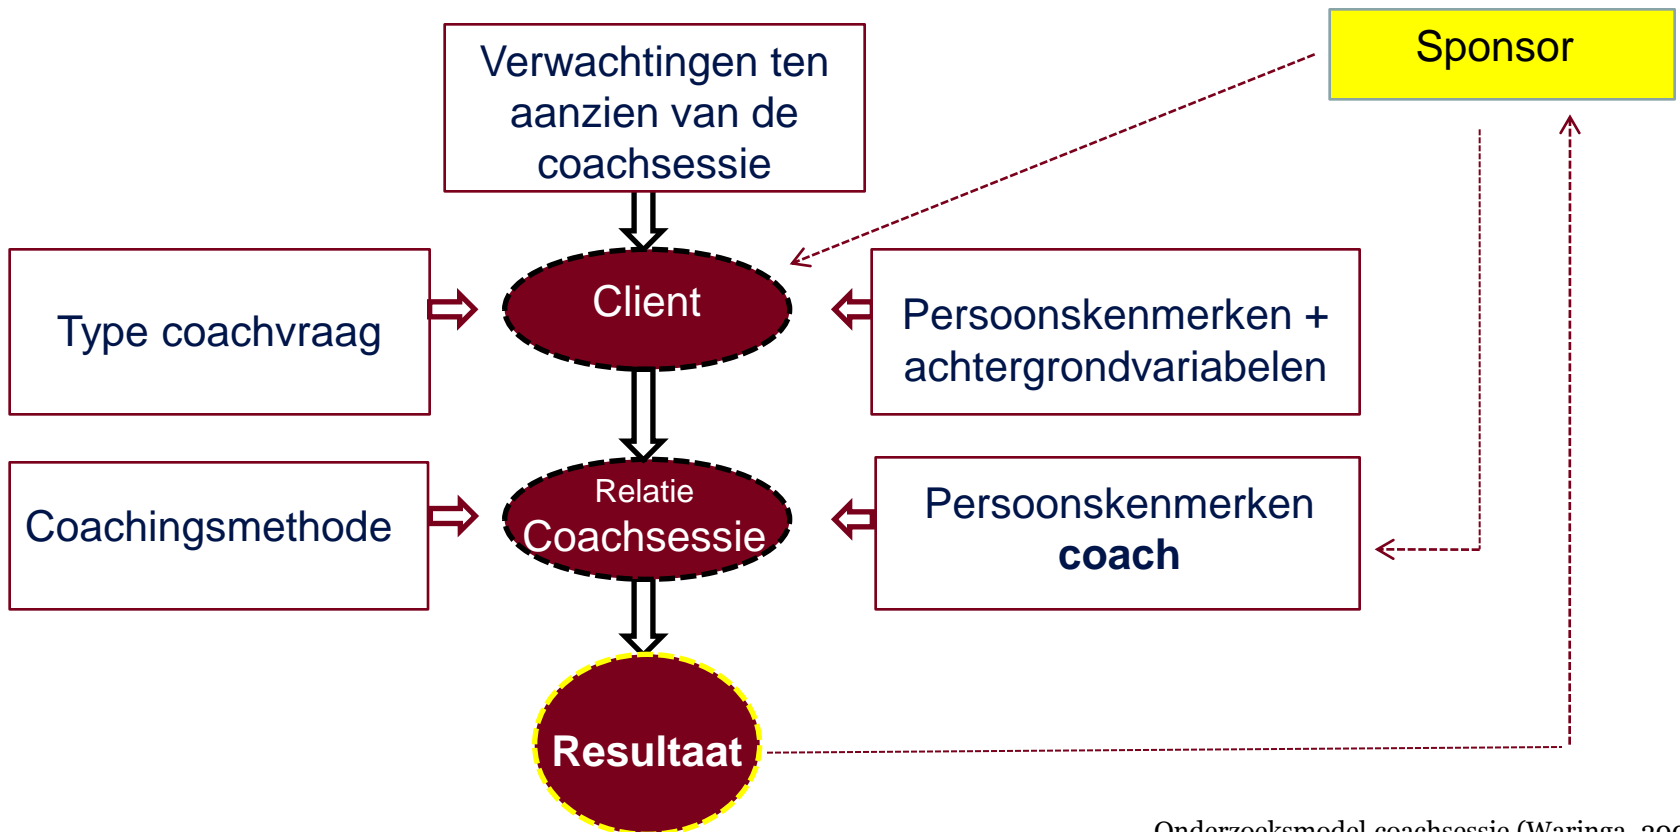 Verwachtingen ten
aanzien van de
coachsessie
Sponsor
Type coachvraag
Client
Persoonskenmerken +
achtergrondvariabelen
Coachingsmethode
Relatie
Coachsessie
Persoonskenmerken
coach
Resultaat
Onderzoeksmodel coachsessie (Waringa,